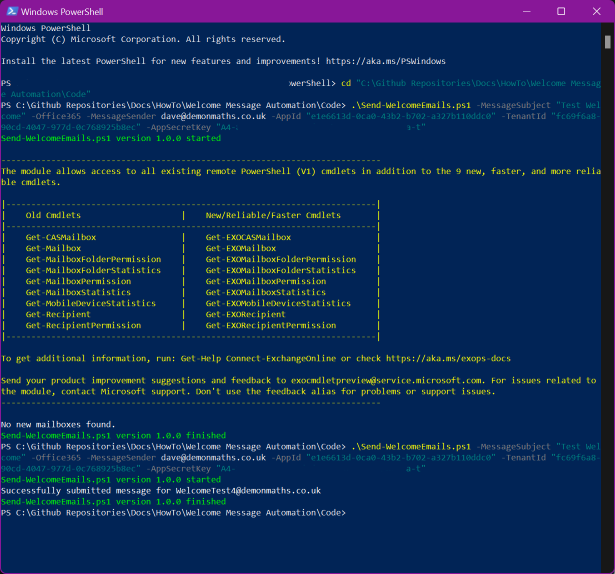 Windows PowerShell
Windows PowerShell
Copyright (C) Microsoft Corporation. All rights reserved.
Install the latest PowerShell for new features and improvements! https://aka.ms/PSWindows
PS werShell> cd "C:\Github Repositories\Docs\HowTo\Welcome Messag
e Automation\Code"
PS C:\Github Repositories\Docs\HowTo\Welcome Message Automation\Code> .\Send-WelcomeEmails.ps1 -MessageSubject "Test Wel
come" -Office365 -MessageSender dave@demonmaths.co.uk -AppId "e1e6613d-0ca0-43b2-b702-a327b110ddc0" -TenantId "fc69f6a8-
90cd-4047-977d-0c768925b8ec" -AppSecretKey "A4-. a-t"
Send-WelcomeEmails.ps1 version 1.0.0 started
----------------------------------------------------------------------------
The module allows access to all existing remote PowerShell (V1) cmdlets in addition to the 9 new, faster, and more relia
ble cmdlets.
|--------------------------------------------------------------------------|
| Old Cmdlets | New/Reliable/Faster Cmdlets |
|--------------------------------------------------------------------------|
| Get-CASMailbox | Get-EXOCASMailbox |
| Get-Mailbox | Get-EXOMailbox |
| Get-MailboxFolderPermission | Get-EXOMailboxFolderPermission |
| Get-MailboxFolderStatistics | Get-EXOMailboxFolderStatistics |
| Get-MailboxPermission | Get-EXOMailboxPermission |
| Get-MailboxStatistics | Get-EXOMailboxStatistics |
| Get-MobileDeviceStatistics | Get-EXOMobileDeviceStatistics |
| Get-Recipient | Get-EXORecipient |
| Get-RecipientPermission | Get-EXORecipientPermission |
|--------------------------------------------------------------------------|
To get additional information, run: Get-Help Connect-ExchangeOnline or check https://aka.ms/exops-docs
Send your product improvement suggestions and feedback to exocmdletpreview@service.microsoft.com. For issues related to
the module, contact Microsoft support. Don't use the feedback alias for problems or support issues.
----------------------------------------------------------------------------
No new mailboxes found.
Send-WelcomeEmails.ps1 version 1.0.0 finished
PS C:\Github Repositories\Docs\HowTo\Welcome Message Automation\Code> .\Send-WelcomeEmails.ps1 -MessageSubject "Test Wel
come" -Office365 -MessageSender dave@demonmaths.co.uk -AppId "e1e6613d-0ca0-43b2-b702-a327b110ddc0" -TenantId "fc69f6a8-
90cd-4047-977d-0c768925b8ec" -AppSecretKey "A4- a-t"
Send-WelcomeEmails.ps1 version 1.0.0 started
Successfully submitted message for WelcomeTest4@demonmaths.co.uk
Send-WelcomeEmails.ps1 version 1.0.0 finished
PS C:\Github Repositories\Docs\HowTo\Welcome Message Automation\Code>